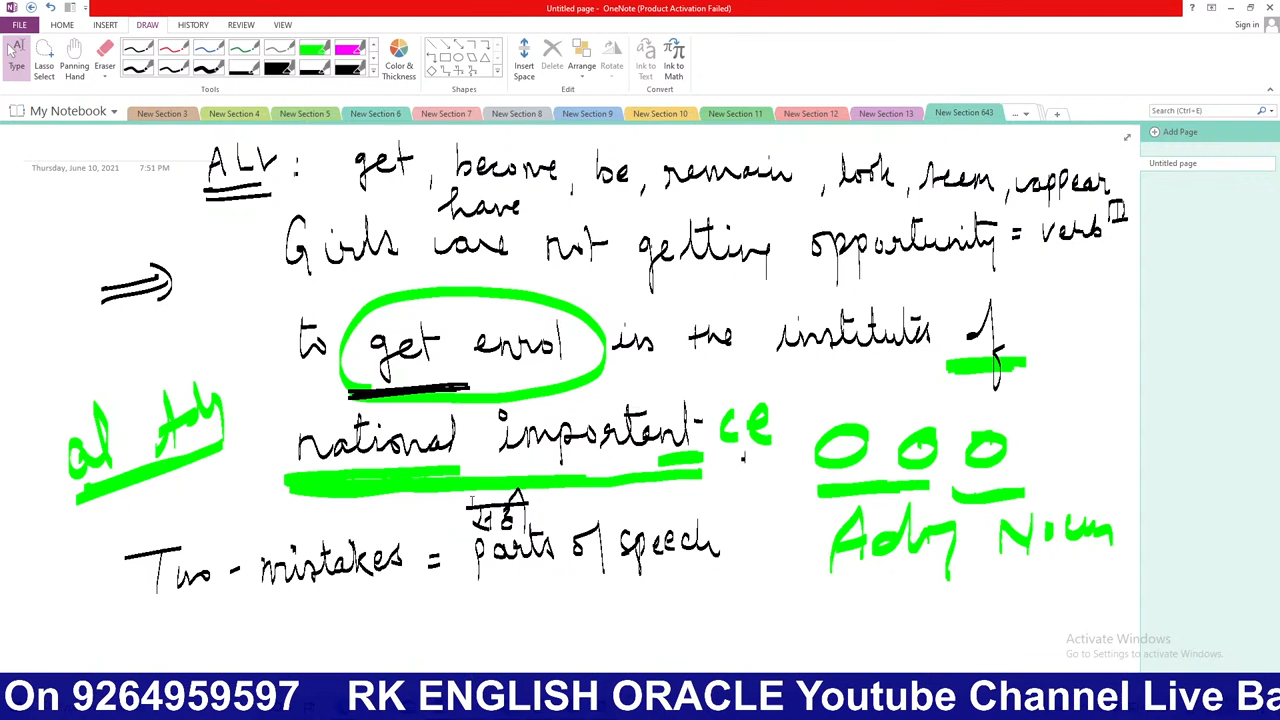 Untitled page - OneNote (Product Activation Failed)
FILE HOME INSERT DRAW HISTORY REVIEW VIEW
Sign in
Type
Lasso Select
Panning Hand
Eraser
Color & Thickness
Insert Space
Delete
Arrange
Rotate
Ink to Text
Ink to Math
Tools
Shapes
Edit
Convert
My Notebook New Section 3 New Section 4 New Section 5 New Section 6 New Section 7 New Section 8 New Section 9 New Section 10 New Section 11 New Section 12 New Section 13 New Section 643 ...
Search (Ctrl+E)
Add Page
Untitled page
Thursday, June 10, 2021 7:51 PM
ALV : get, become, be, remain, look, seem, appear
have
Girls are not getting opportunity = verb III
to get enrol in the institutes of
al Adj
national important ce
Adj Noun
Two - mistakes = parts of speech
Activate Windows
Go to Settings to activate Windows.
On 9264959597 RK ENGLISH ORACLE Youtube Channel Live Ba